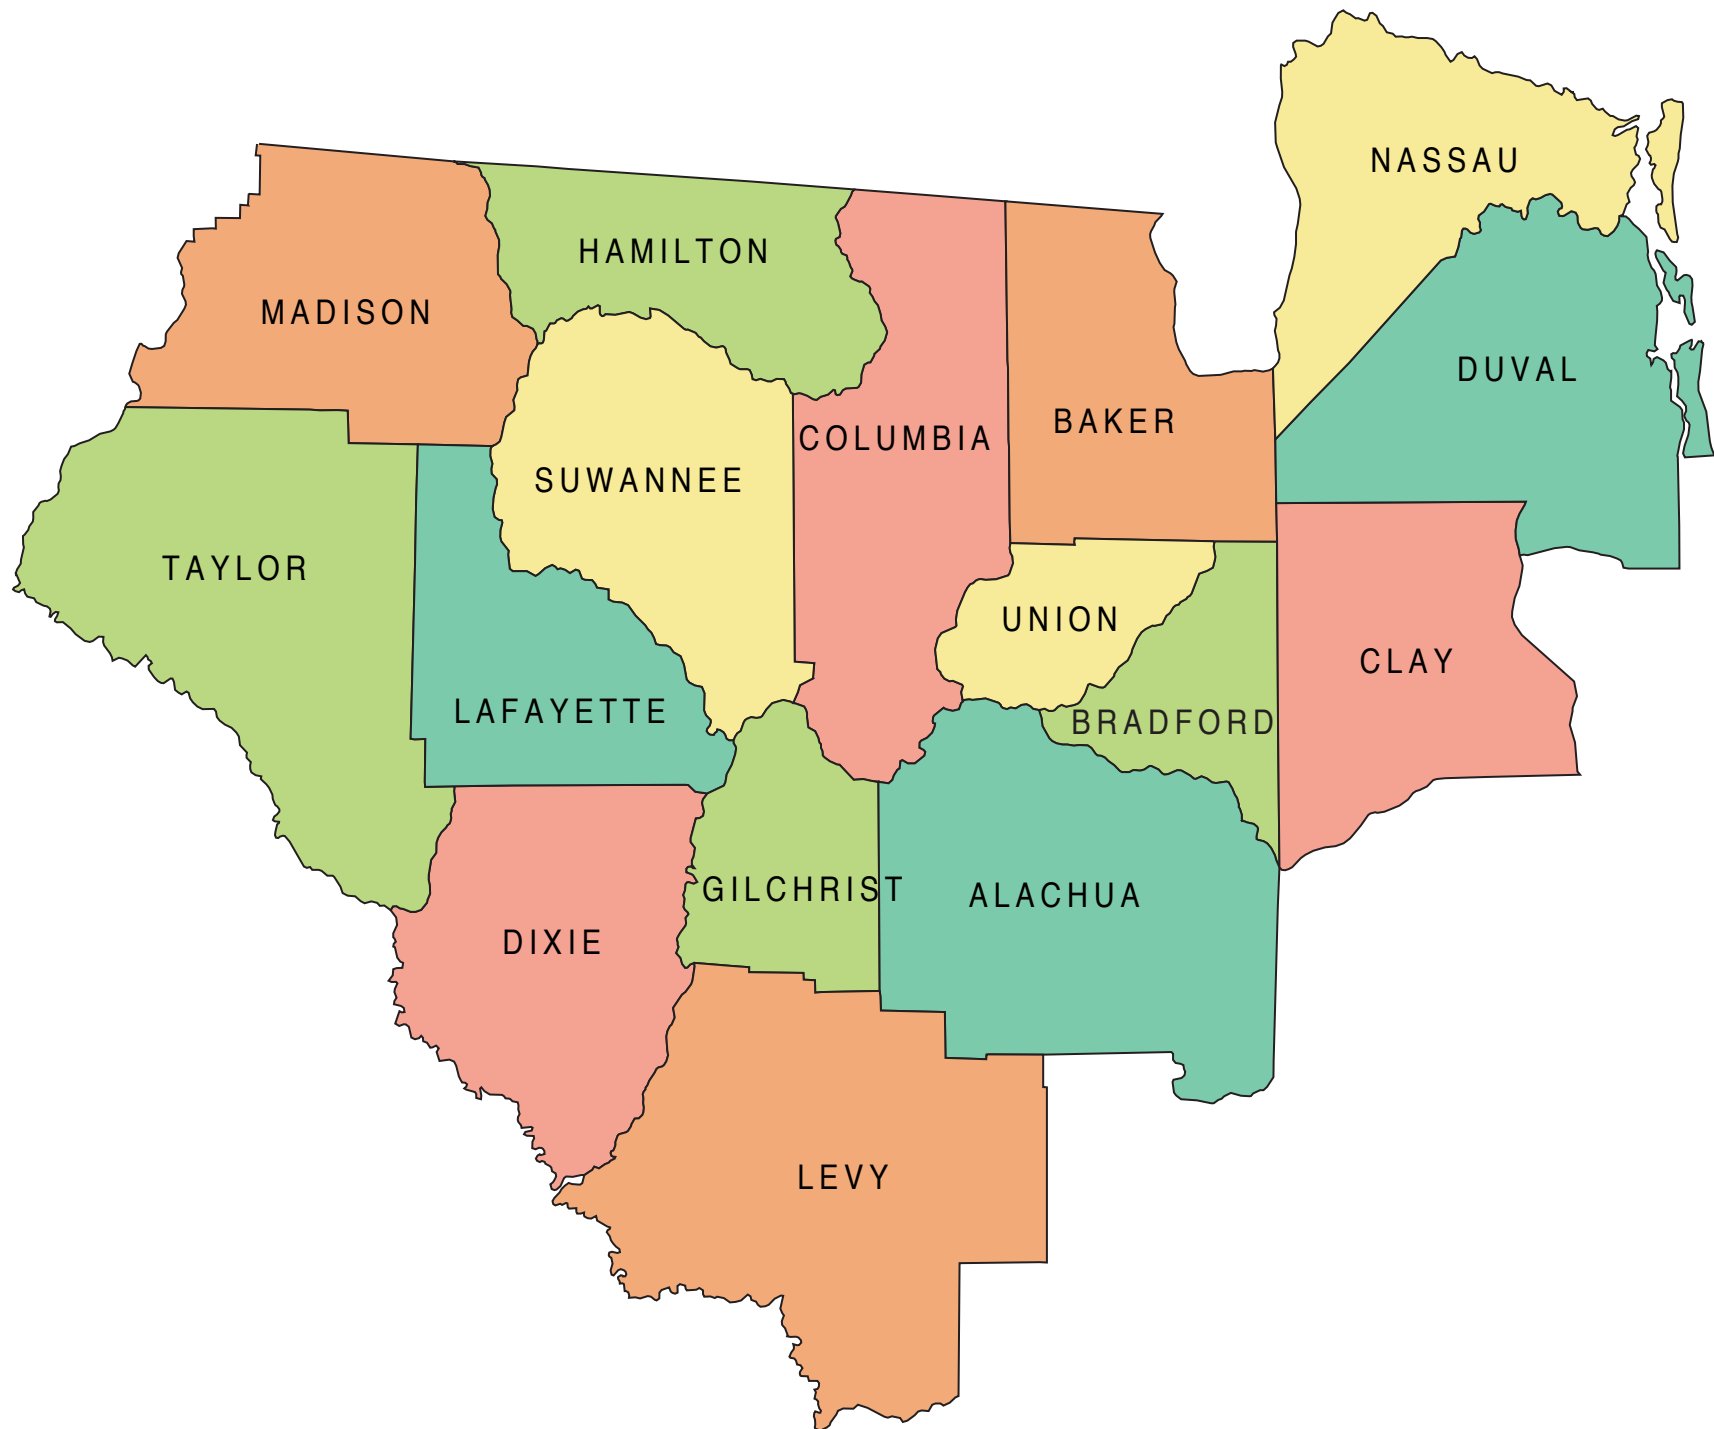 NASSAU
HAMILTON
MADISON
DUVAL
BAKER
COLUMBIA
SUWANNEE
TAYLOR
UNION
CLAY
LAFAYETTE
BRADFORD
GILCHRIST
ALACHUA
DIXIE
LEVY